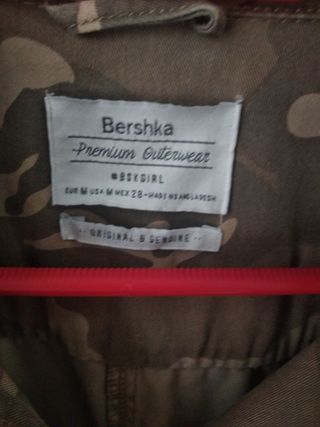 Bershka
Premium Outerwear
#BSKGIRL
EUR M USA M MEX 28 - MADE IN BANGLADESH
·· ORIGINAL & GENUINE ··